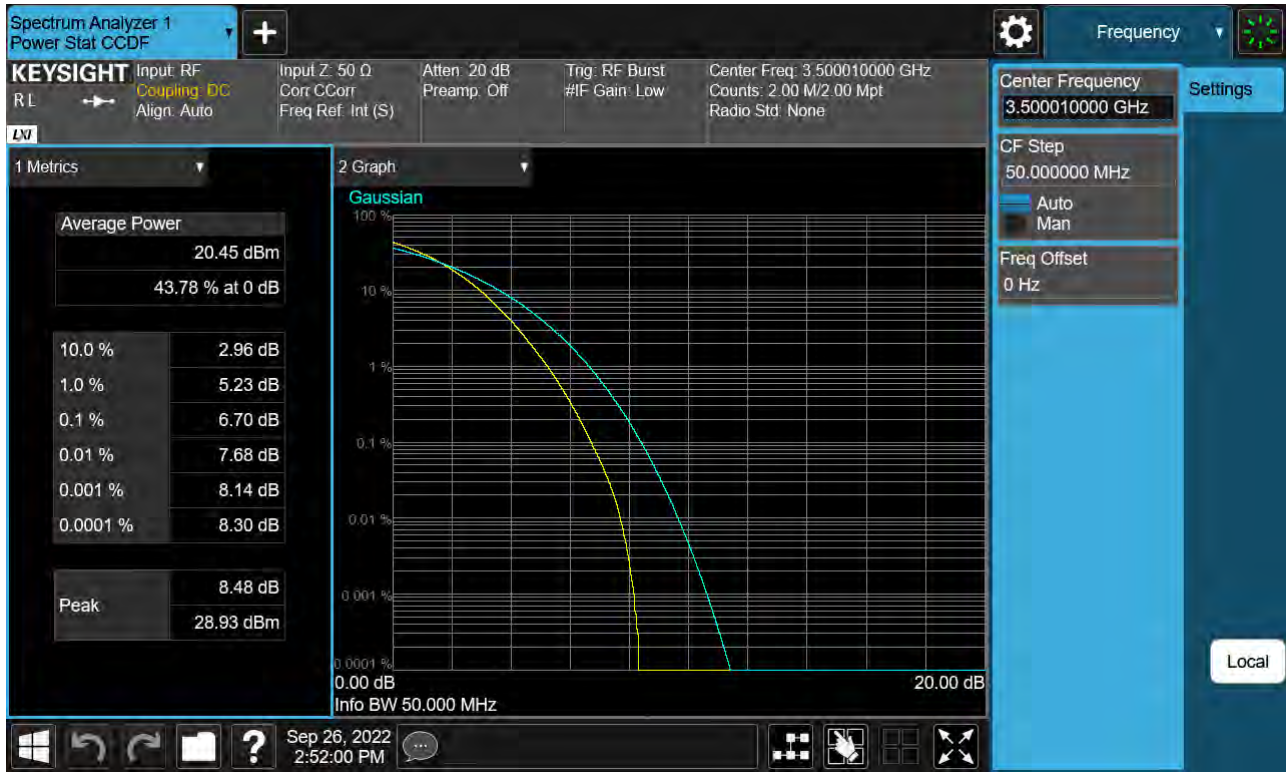 Spectrum Analyzer 1
Power Stat CCDF
+
Frequency
KEYSIGHT
RL
LXI
Input: RF
Coupling: DC
Align: Auto
Input Z: 50 Ω
Corr CCorr
Freq Ref: Int (S)
Atten: 20 dB
Preamp: Off
Trig: RF Burst
#IF Gain: Low
Center Freq: 3.500010000 GHz
Counts: 2.00 M/2.00 Mpt
Radio Std: None
Center Frequency
3.500010000 GHz
Settings
CF Step
50.000000 MHz
Auto
Man
Freq Offset
0 Hz
1 Metrics
Average Power
20.45 dBm
43.78 % at 0 dB
10.0 % 2.96 dB
1.0 % 5.23 dB
0.1 % 6.70 dB
0.01 % 7.68 dB
0.001 % 8.14 dB
0.0001 % 8.30 dB
Peak
8.48 dB
28.93 dBm
2 Graph
Gaussian
100 %
10 %
1 %
0.1 %
0.01 %
0.001 %
0.0001 %
0.00 dB 20.00 dB
Info BW 50.000 MHz
Local
?
Sep 26, 2022
2:52:00 PM